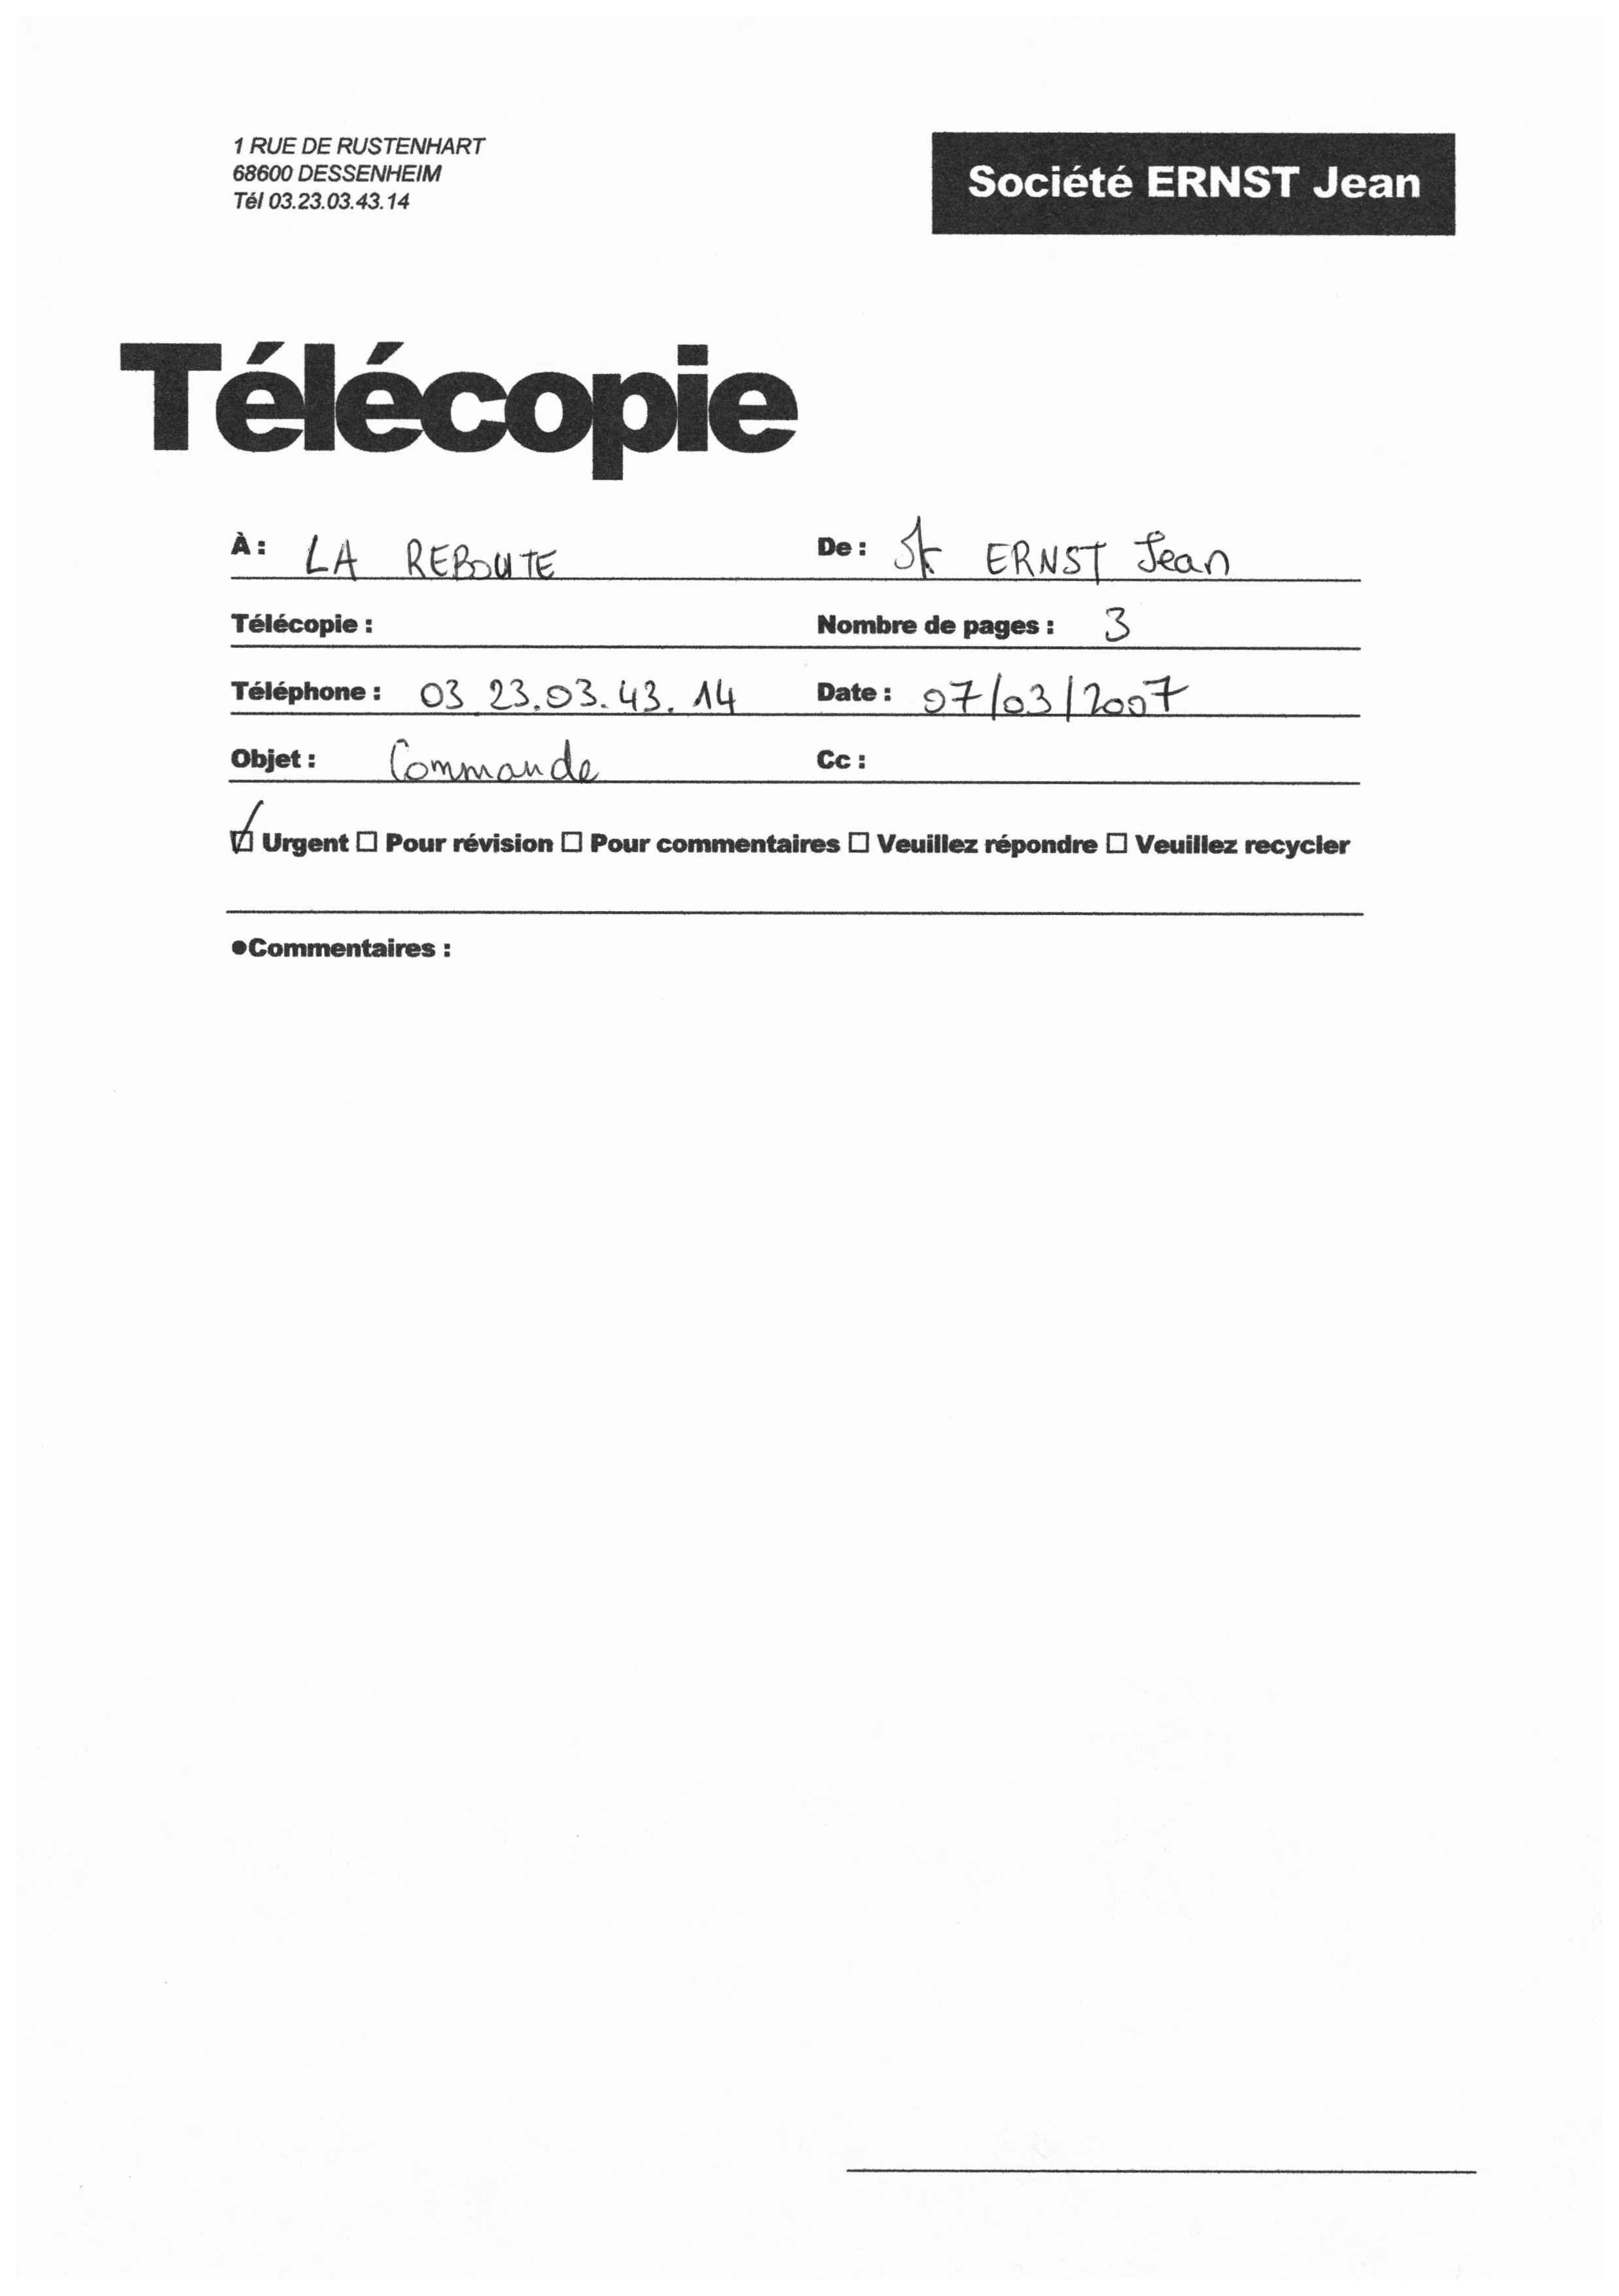 1 RUE DE RUSTENHART
68600 DESSENHEIM
Tél 03.23.03.43.14
Société ERNST Jean
Télécopie
À : LA REBOUTE De : Sté ERNST Jean
Télécopie : Nombre de pages : 3
Téléphone : 03 23.03.43.14 Date : 07/03/2007
Objet : Commande Cc :
☑ Urgent ☐ Pour révision ☐ Pour commentaires ☐ Veuillez répondre ☐ Veuillez recycler
●Commentaires :